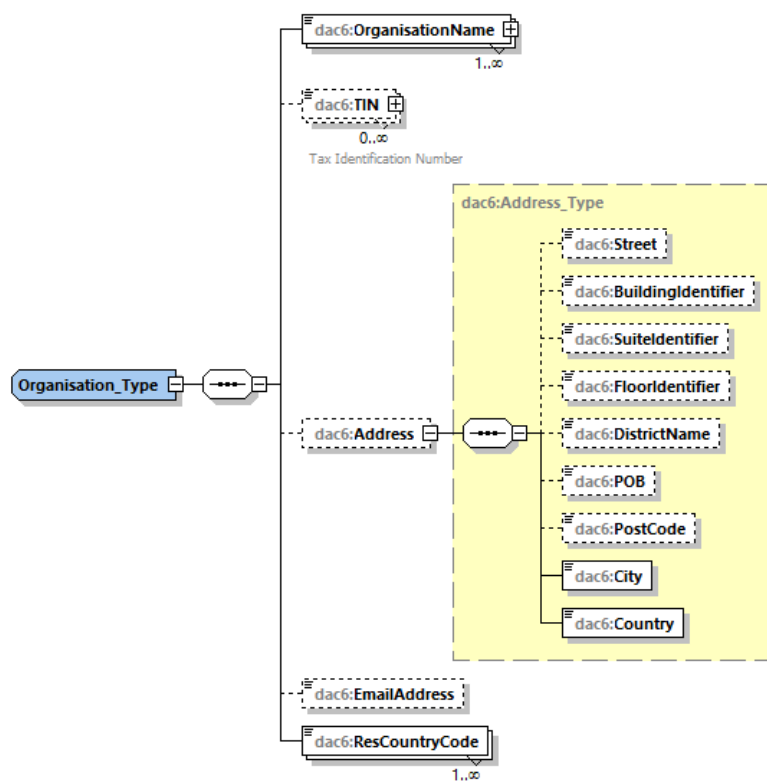 dac6:OrganisationName
1..∞
dac6:TIN
0..∞
Tax Identification Number
dac6:Address_Type
dac6:Street
dac6:BuildingIdentifier
dac6:SuiteIdentifier
dac6:FloorIdentifier
Organisation_Type
dac6:Address
dac6:DistrictName
dac6:POB
dac6:PostCode
dac6:City
dac6:Country
dac6:EmailAddress
dac6:ResCountryCode
1..∞